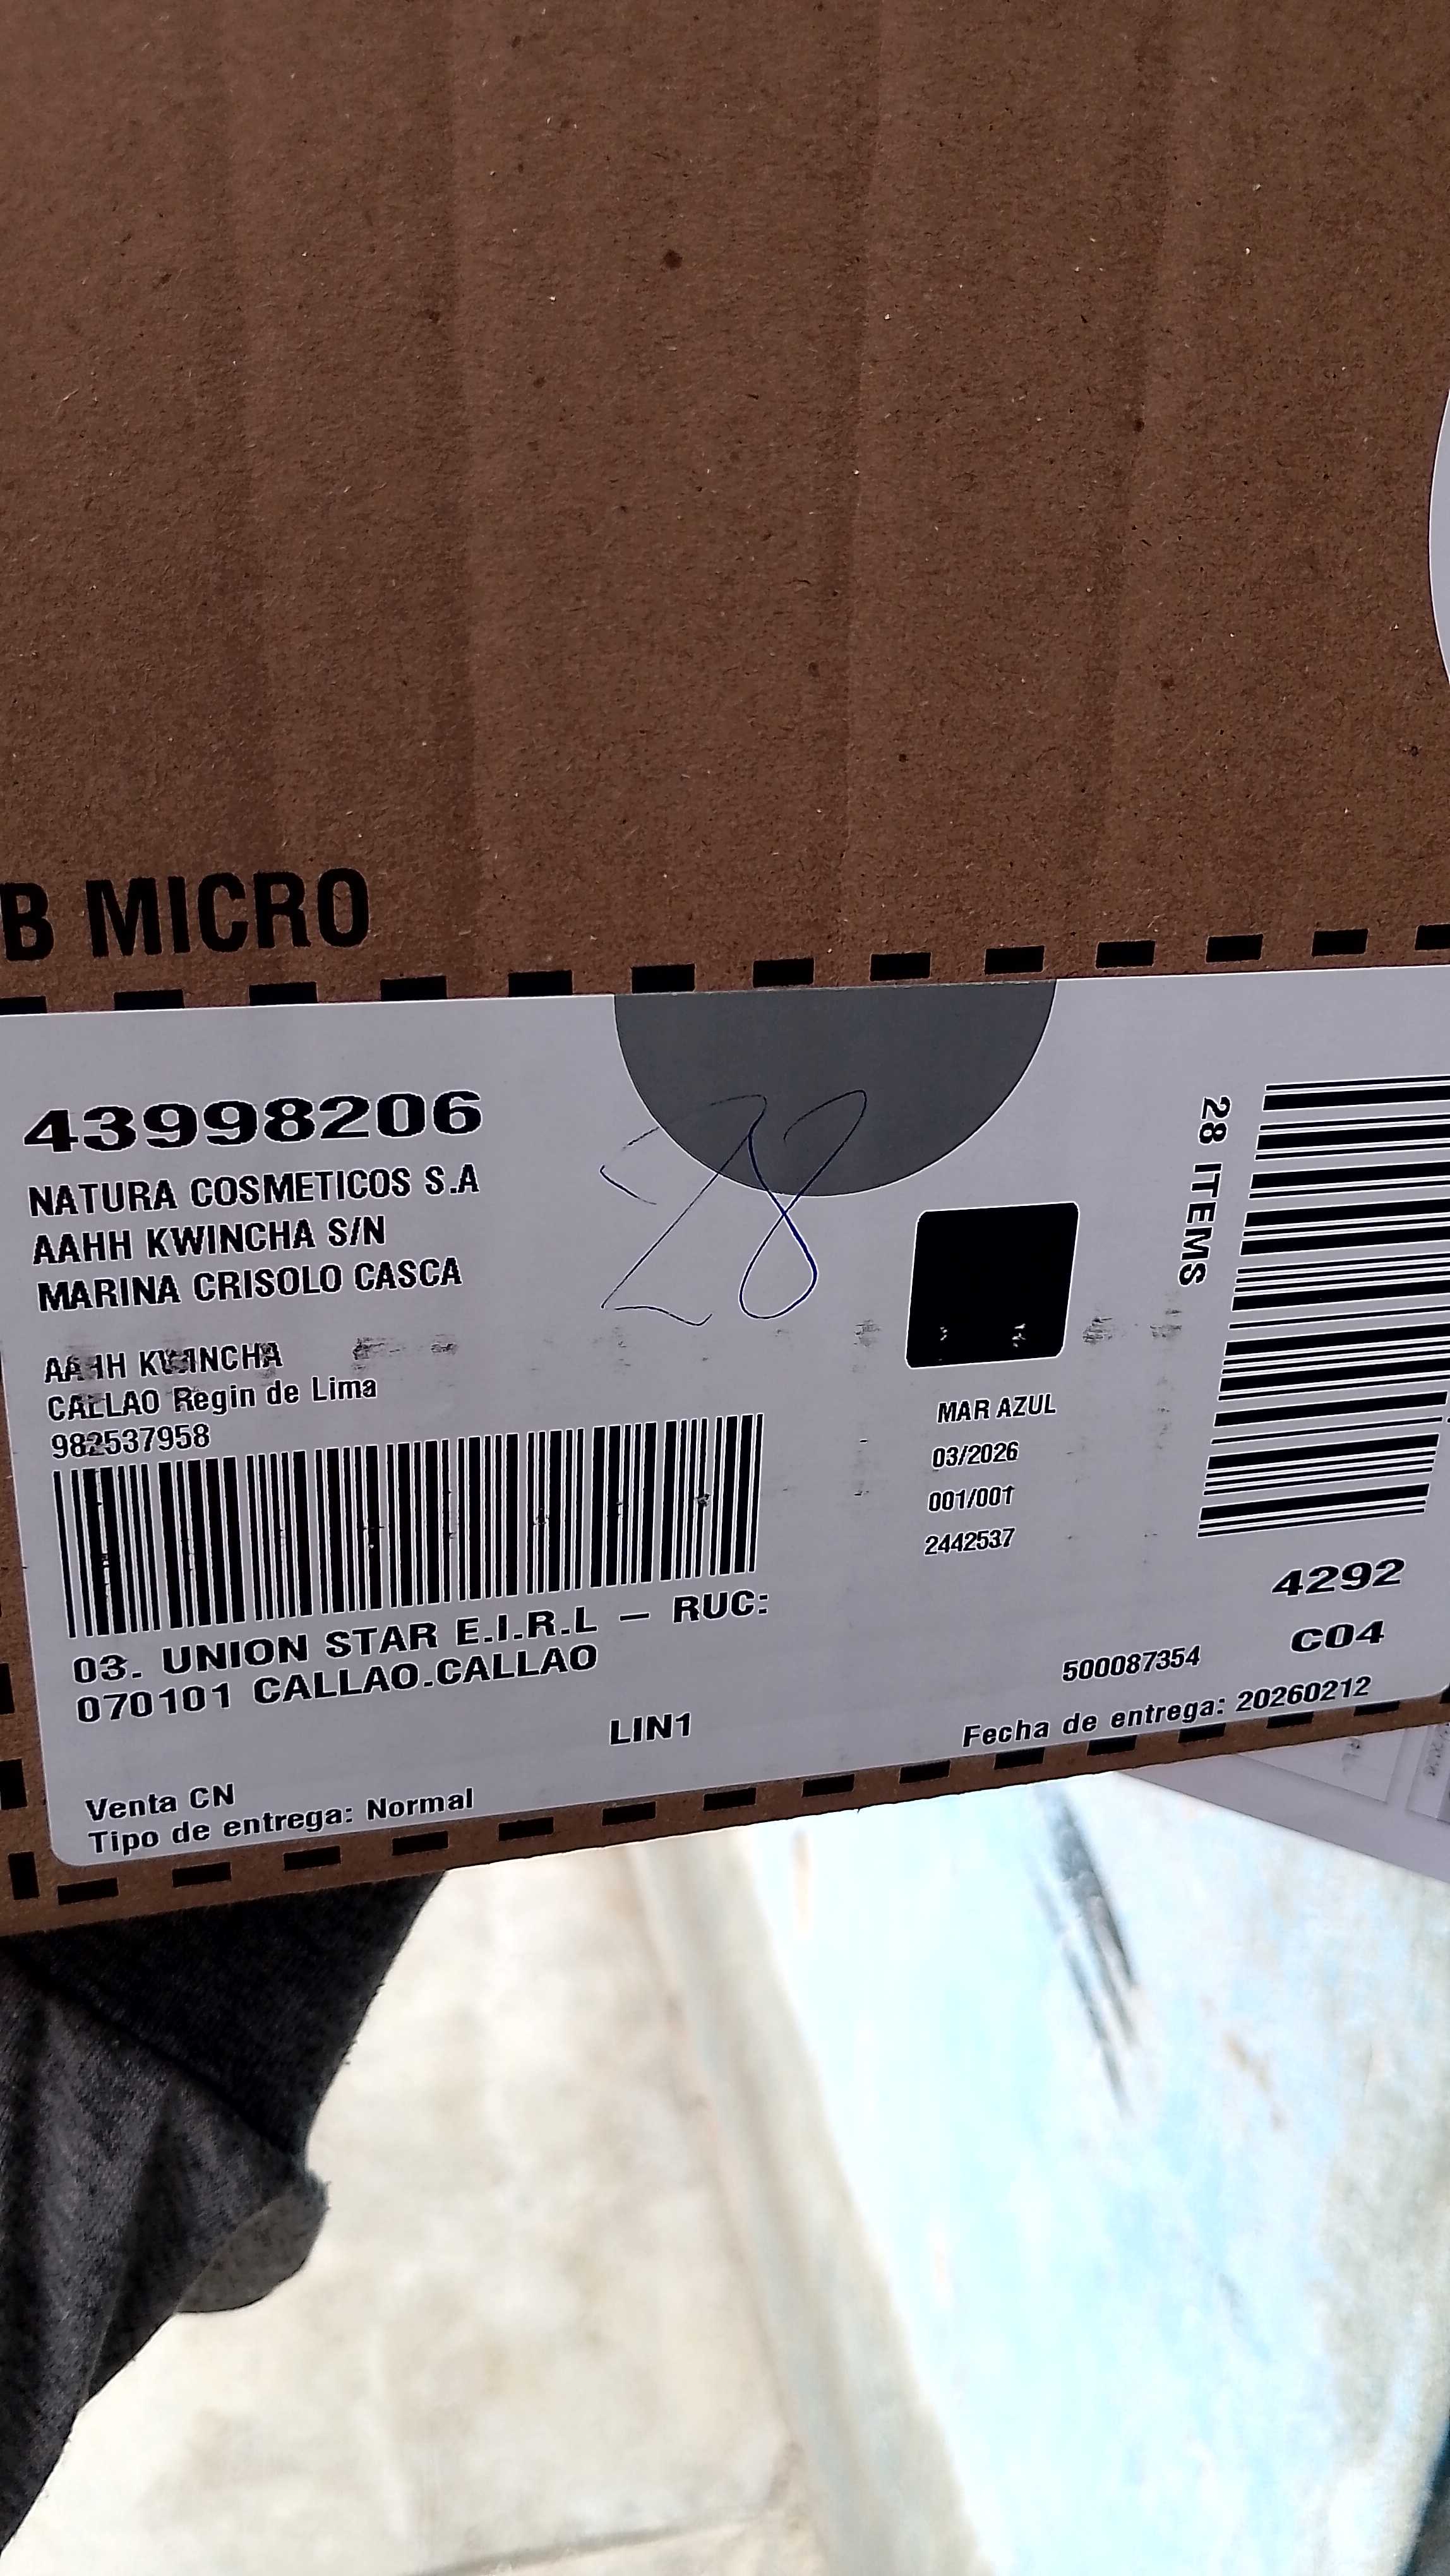 B MICRO
43998206
NATURA COSMETICOS S.A
AAHH KWINCHA S/N
MARINA CRISOLO CASCA
AAHH KWINCHA
CALLAO Regin de Lima
982537958
28
28 ITEMS
MAR AZUL
03/2026
001/001
2442537
03. UNION STAR E.I.R.L – RUC:
070101 CALLAO.CALLAO
4292
C04
500087354
LIN1
Fecha de entrega: 20260212
Venta CN
Tipo de entrega: Normal